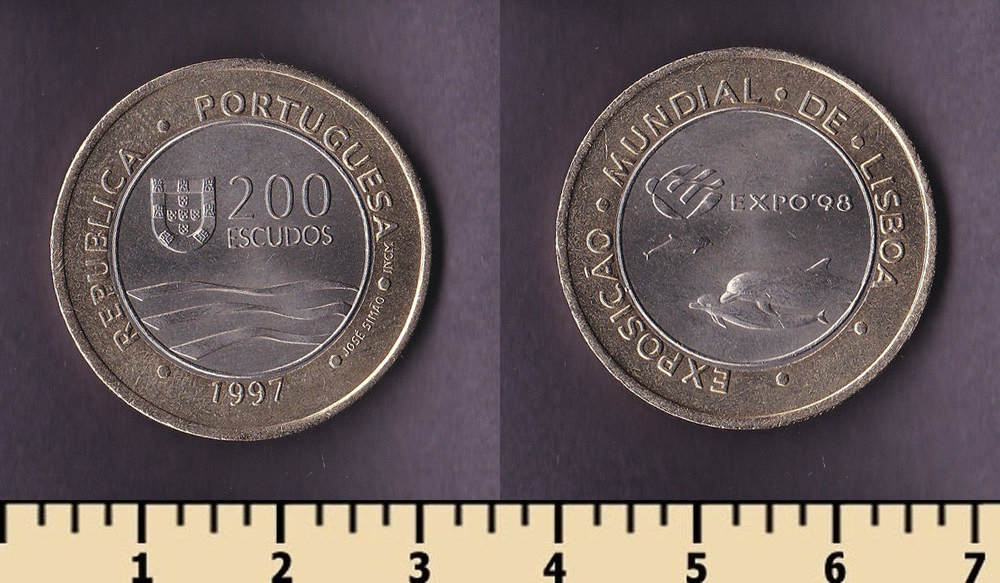 REPUBLICA • PORTUGUESA
200
ESCUDOS
INCM
JOSE SIMÃO
1997
EXPOSIÇÃO • MUNDIAL • DE • LISBOA
EXPO'98
1 2 3 4 5 6 7